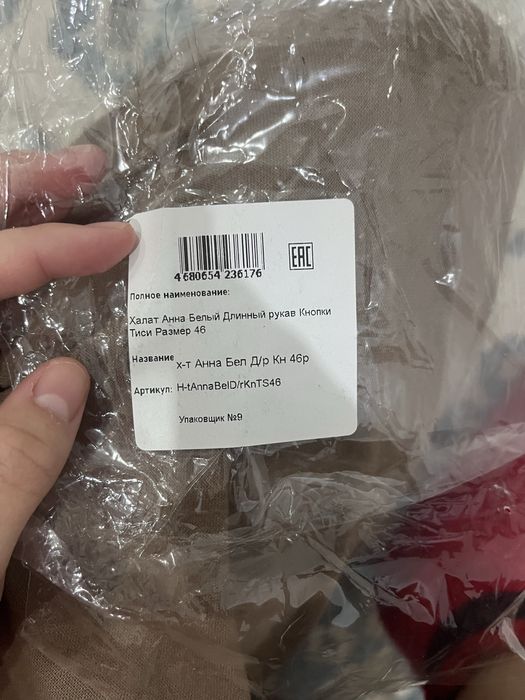 4 680654 236176
EAC
Полное наименование:
Халат Анна Белый Длинный рукав Кнопки
Тиси Размер 46
Название х-т Анна Бел Д/р Кн 46р
Артикул: H-tAnnaBelD/rKnTS46
Упаковщик №9